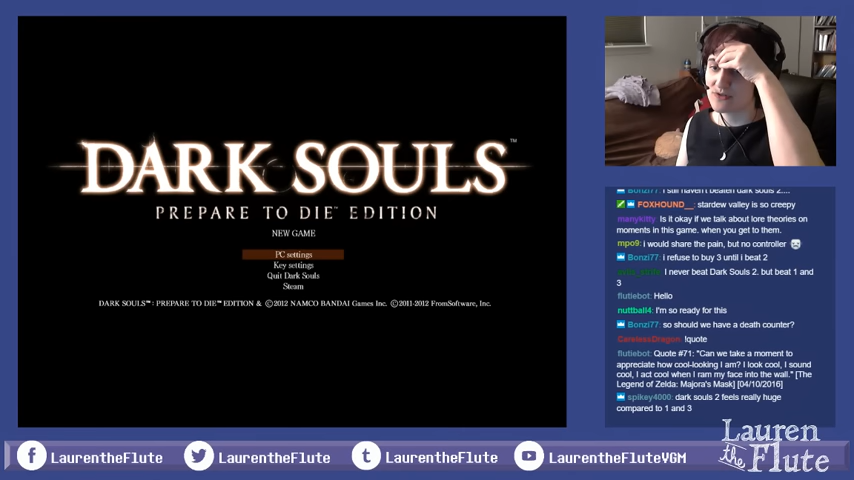 DARK SOULS™
PREPARE TO DIE™ EDITION
NEW GAME
PC settings
Key settings
Quit Dark Souls
Steam
DARK SOULS™: PREPARE TO DIE™ EDITION & ©2012 NAMCO BANDAI Games Inc. ©2011-2012 FromSoftware, Inc.
Bonzi77: I still haven't beaten dark souls 2....
FOXHOUND__: stardew valley is so creepy
manykitty: Is it okay if we talk about lore theories on
moments in this game. when you get to them.
mpo9: i would share the pain, but no controller
Bonzi77: i refuse to buy 3 until i beat 2
I never beat Dark Souls 2. but beat 1 and
3
flutiebot: Hello
nuttball4: I'm so ready for this
Bonzi77: so should we have a death counter?
CarelessDragon: !quote
flutiebot: Quote #71: "Can we take a moment to
appreciate how cool-looking I am? I look cool, I sound
cool, I act cool when I ram my face into the wall." [The
Legend of Zelda: Majora's Mask] [04/10/2016]
spikey4000: dark souls 2 feels really huge
compared to 1 and 3
Lauren
the Flute
f LaurentheFlute
LaurentheFlute
t LaurentheFlute
LaurentheFluteVGM